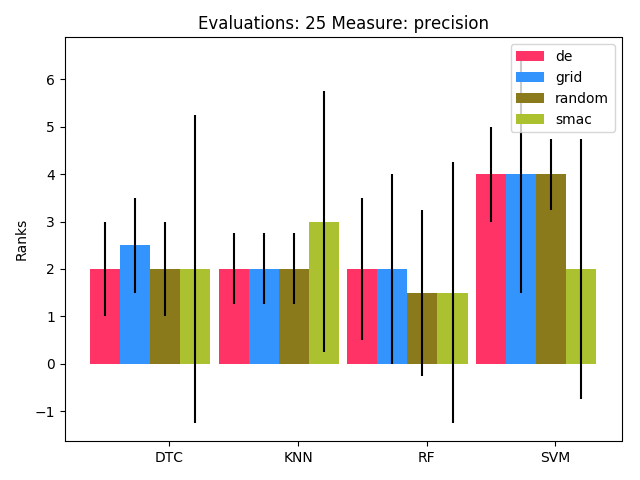 Evaluations: 25 Measure: precision
de
grid
random
smac
Ranks
6
5
4
3
2
1
0
−1
DTC
KNN
RF
SVM